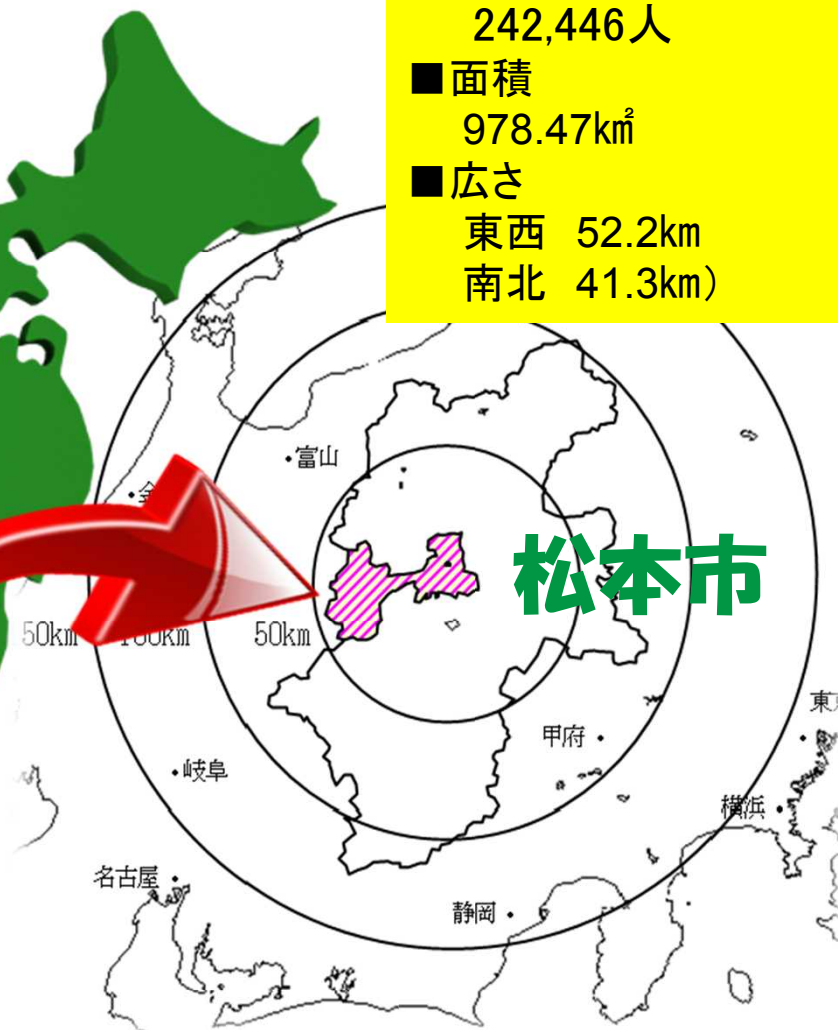 242,446人
■面積
978.47k㎡
■広さ
東西 52.2km
南北 41.3km）
富山
松本市
50km
50km
甲府
岐阜
横浜
名古屋
静岡